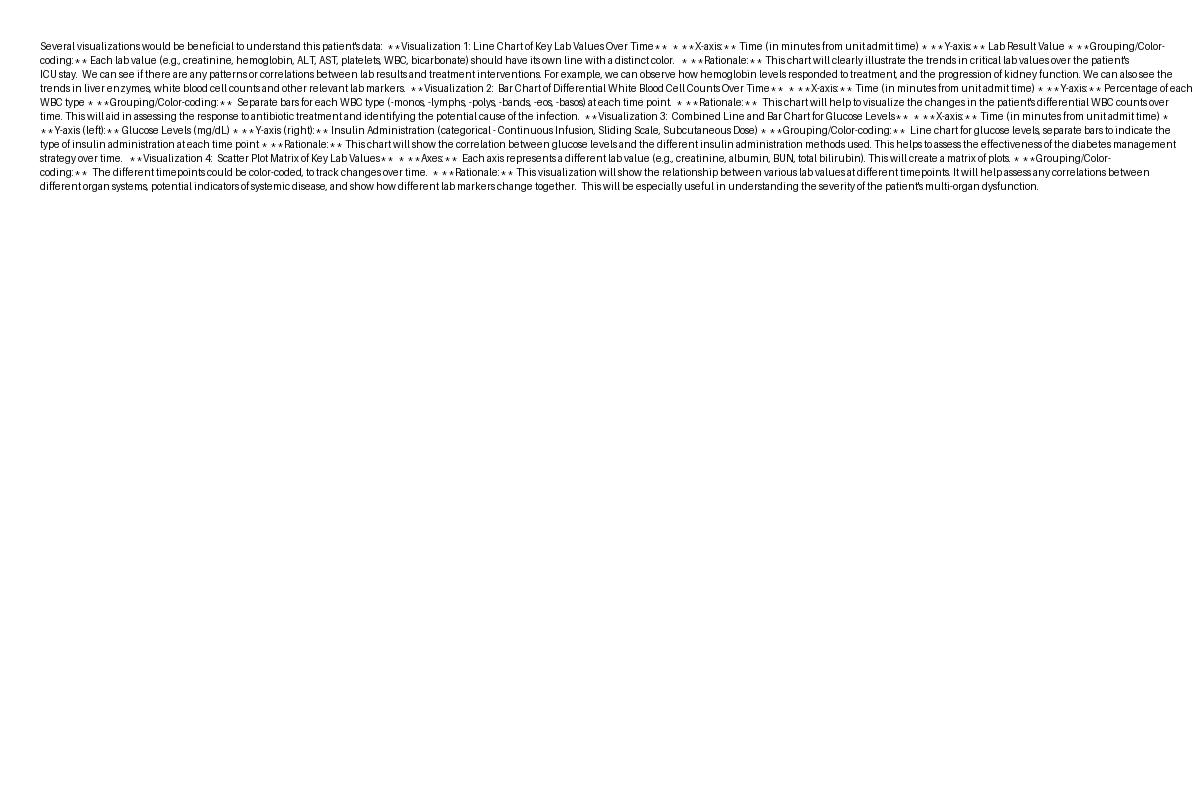 Several visualizations would be beneficial to understand this patient's data:  **Visualization 1: Line Chart of Key Lab Values Over Time**  * **X-axis:** Time (in minutes from unit admit time) * **Y-axis:** Lab Result Value * **Grouping/Color-
coding:** Each lab value (e.g., creatinine, hemoglobin, ALT, AST, platelets, WBC, bicarbonate) should have its own line with a distinct color.  * **Rationale:** This chart will clearly illustrate the trends in critical lab values over the patient's
ICU stay.  We can see if there are any patterns or correlations between lab results and treatment interventions. For example, we can observe how hemoglobin levels responded to treatment, and the progression of kidney function. We can also see the
trends in liver enzymes, white blood cell counts and other relevant lab markers.  **Visualization 2:  Bar Chart of Differential White Blood Cell Counts Over Time**  * **X-axis:** Time (in minutes from unit admit time) * **Y-axis:** Percentage of each
WBC type * **Grouping/Color-coding:**  Separate bars for each WBC type (-monos, -lymphs, -polys, -bands, -eos, -basos) at each time point.  * **Rationale:**  This chart will help to visualize the changes in the patient's differential WBC counts over
time. This will aid in assessing the response to antibiotic treatment and identifying the potential cause of the infection.  **Visualization 3:  Combined Line and Bar Chart for Glucose Levels**  * **X-axis:** Time (in minutes from unit admit time) *
**Y-axis (left):** Glucose Levels (mg/dL) * **Y-axis (right):** Insulin Administration (categorical - Continuous Infusion, Sliding Scale, Subcutaneous Dose) * **Grouping/Color-coding:**  Line chart for glucose levels, separate bars to indicate the
type of insulin administration at each time point * **Rationale:** This chart will show the correlation between glucose levels and the different insulin administration methods used. This helps to assess the effectiveness of the diabetes management
strategy over time.  **Visualization 4:  Scatter Plot Matrix of Key Lab Values**  * **Axes:**  Each axis represents a different lab value (e.g., creatinine, albumin, BUN, total bilirubin). This will create a matrix of plots. * **Grouping/Color-
coding:**  The different timepoints could be color-coded, to track changes over time.  * **Rationale:** This visualization will show the relationship between various lab values at different timepoints. It will help assess any correlations between
different organ systems, potential indicators of systemic disease, and show how different lab markers change together.  This will be especially useful in understanding the severity of the patient's multi-organ dysfunction.